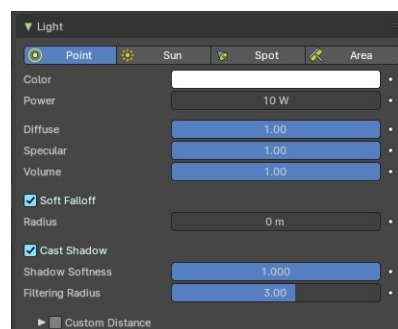 Light
Point Sun Spot Area
Color
Power 10 W
Diffuse 1.00
Specular 1.00
Volume 1.00
Soft Falloff
Radius 0 m
Cast Shadow
Shadow Softness 1.000
Filtering Radius 3.00
Custom Distance